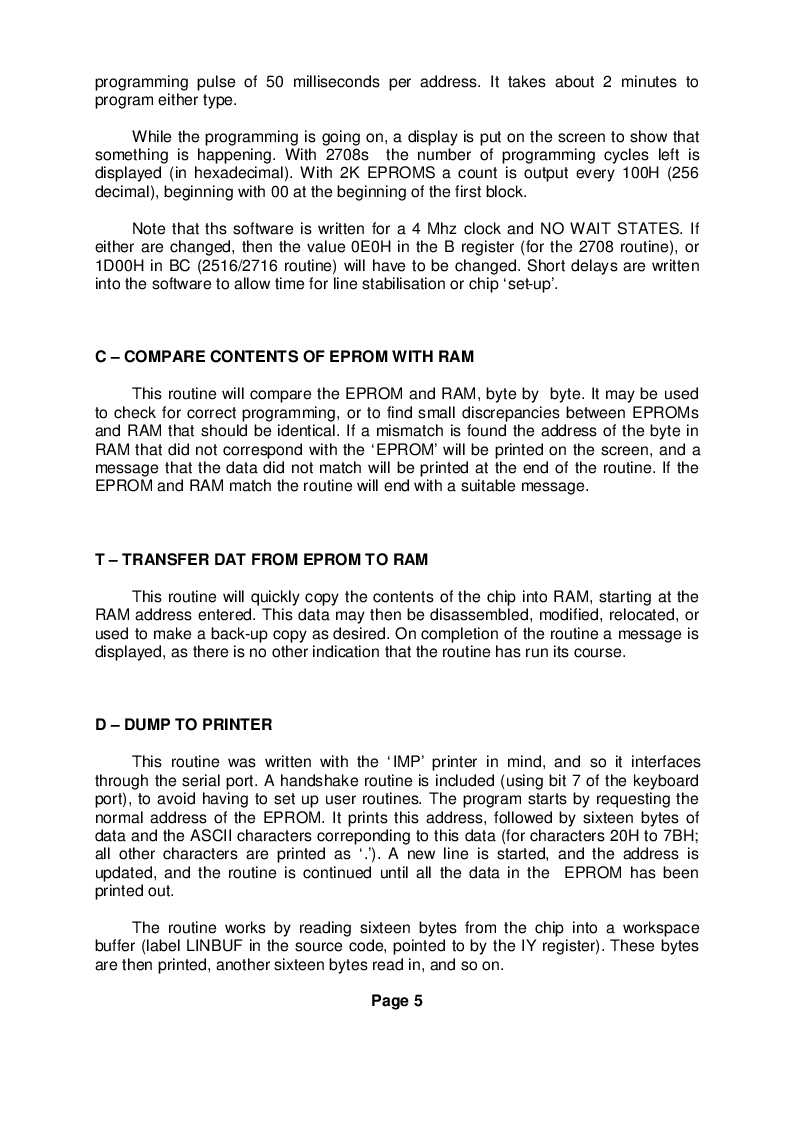 programming pulse of 50 milliseconds per address. It takes about 2 minutes to
program either type.
While the programming is going on, a display is put on the screen to show that
something is happening. With 2708s  the number of programming cycles left is
displayed (in hexadecimal). With 2K EPROMS a count is output every 100H (256
decimal), beginning with 00 at the beginning of the first block.
Note that ths software is written for a 4 Mhz clock and NO WAIT STATES. If
either are changed, then the value 0E0H in the B register (for the 2708 routine), or
1D00H in BC (2516/2716 routine) will have to be changed. Short delays are written
into the software to allow time for line stabilisation or chip ‘set-up’.
C – COMPARE CONTENTS OF EPROM WITH RAM
This routine will compare the EPROM and RAM, byte by  byte. It may be used
to check for correct programming, or to find small discrepancies between EPROMs
and RAM that should be identical. If a mismatch is found the address of the byte in
RAM that did not correspond with the ‘EPROM’ will be printed on the screen, and a
message that the data did not match will be printed at the end of the routine. If the
EPROM and RAM match the routine will end with a suitable message.
T – TRANSFER DAT FROM EPROM TO RAM
This routine will quickly copy the contents of the chip into RAM, starting at the
RAM address entered. This data may then be disassembled, modified, relocated, or
used to make a back-up copy as desired. On completion of the routine a message is
displayed, as there is no other indication that the routine has run its course.
D – DUMP TO PRINTER
This routine was written with the ‘IMP’ printer in mind, and so it interfaces
through the serial port. A handshake routine is included (using bit 7 of the keyboard
port), to avoid having to set up user routines. The program starts by requesting the
normal address of the EPROM. It prints this address, followed by sixteen bytes of
data and the ASCII characters correponding to this data (for characters 20H to 7BH;
all other characters are printed as ‘.’). A new line is started, and the address is
updated, and the routine is continued until all the data in the  EPROM has been
printed out.
The routine works by reading sixteen bytes from the chip into a workspace
buffer (label LINBUF in the source code, pointed to by the IY register). These bytes
are then printed, another sixteen bytes read in, and so on.
Page 5